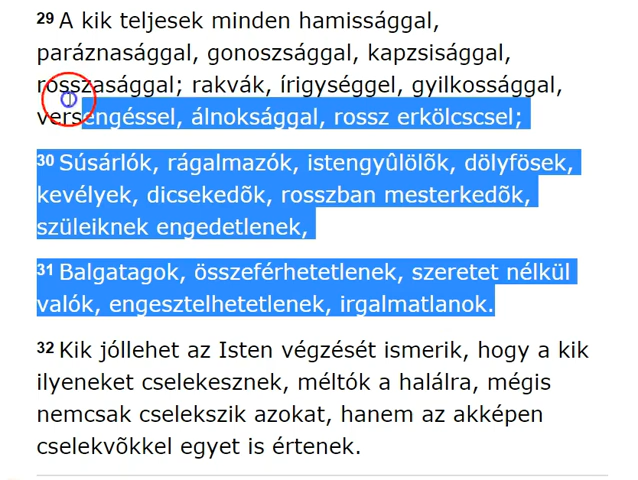 29 A kik teljesek minden hamissággal,
paráznasággal, gonoszsággal, kapzsisággal,
rosszasággal; rakvák, írigységgel, gyilkossággal,
versengéssel, álnoksággal, rossz erkölcscsel;
30 Súsárlók, rágalmazók, istengyûlölõk, dölyfösek,
kevélyek, dicsekedõk, rosszban mesterkedõk,
szüleiknek engedetlenek,
31 Balgatagok, összeférhetetlenek, szeretet nélkül
valók, engesztelhetetlenek, irgalmatlanok.
32 Kik jóllehet az Isten végzését ismerik, hogy a kik
ilyeneket cselekesznek, méltók a halálra, mégis
nemcsak cselekszik azokat, hanem az akképen
cselekvõkkel egyet is értenek.